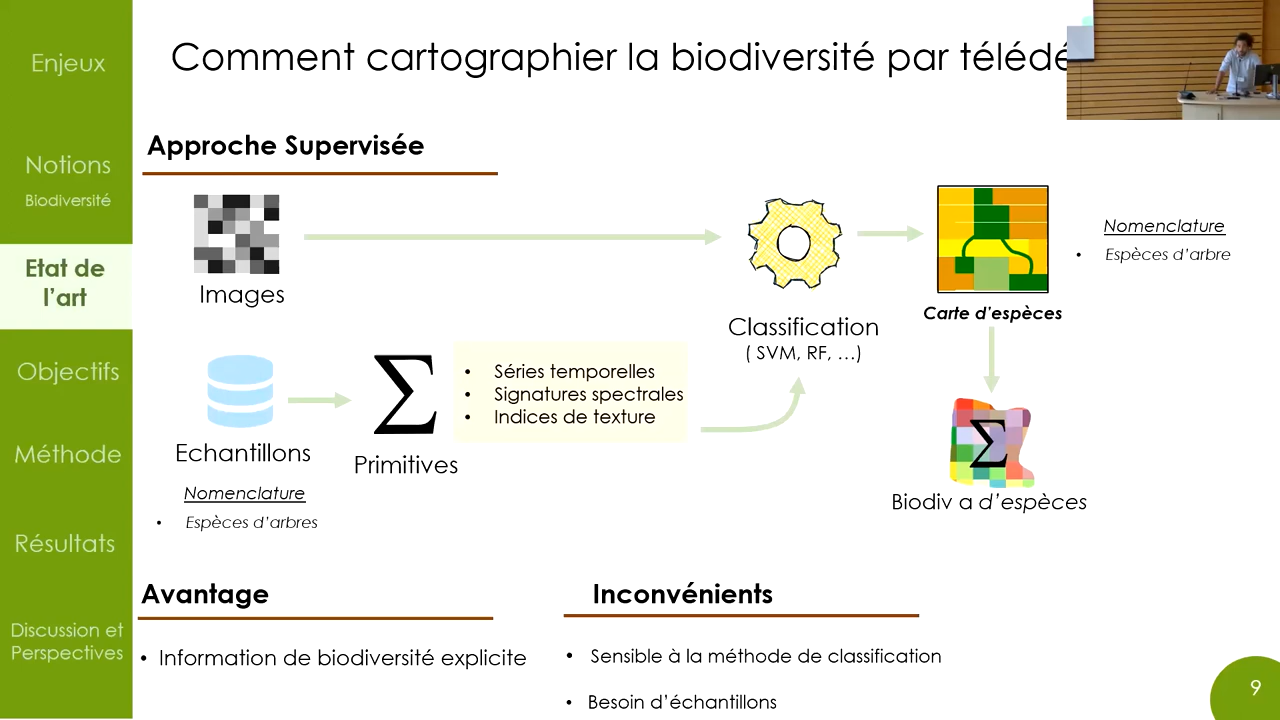 Comment cartographier la biodiversité par télédé
Enjeux
Notions
Biodiversité
Etat de
l'art
Objectifs
Méthode
Résultats
Discussion et
Perspectives
Approche Supervisée
Images
Echantillons
Nomenclature
• Espèces d'arbres
Σ
Primitives
• Séries temporelles
• Signatures spectrales
• Indices de texture
Classification
( SVM, RF, …)
Carte d'espèces
Nomenclature
• Espèces d'arbre
Σ
Biodiv α d'espèces
Avantage
• Information de biodiversité explicite
Inconvénients
• Sensible à la méthode de classification
• Besoin d'échantillons
9